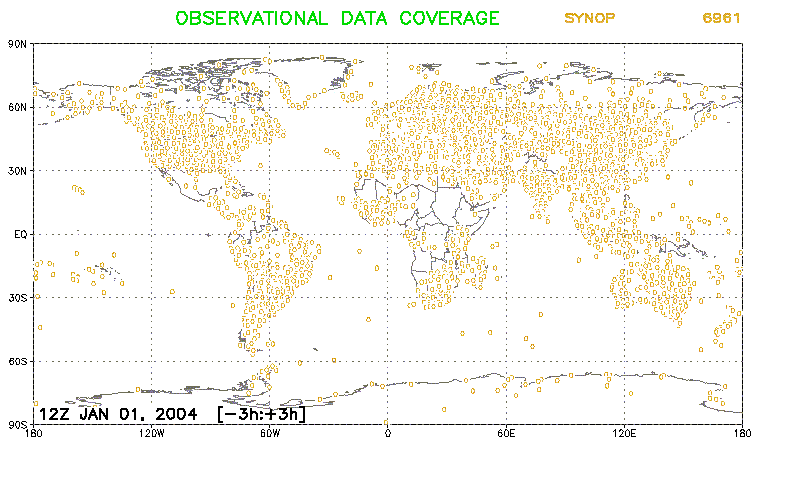 OBSERVATIONAL DATA COVERAGE SYNOP 6961
90N
60N
30N
EQ
30S
60S
90S
12Z JAN 01, 2004 [-3h:+3h]
180 120W 60W 0 60E 120E 180